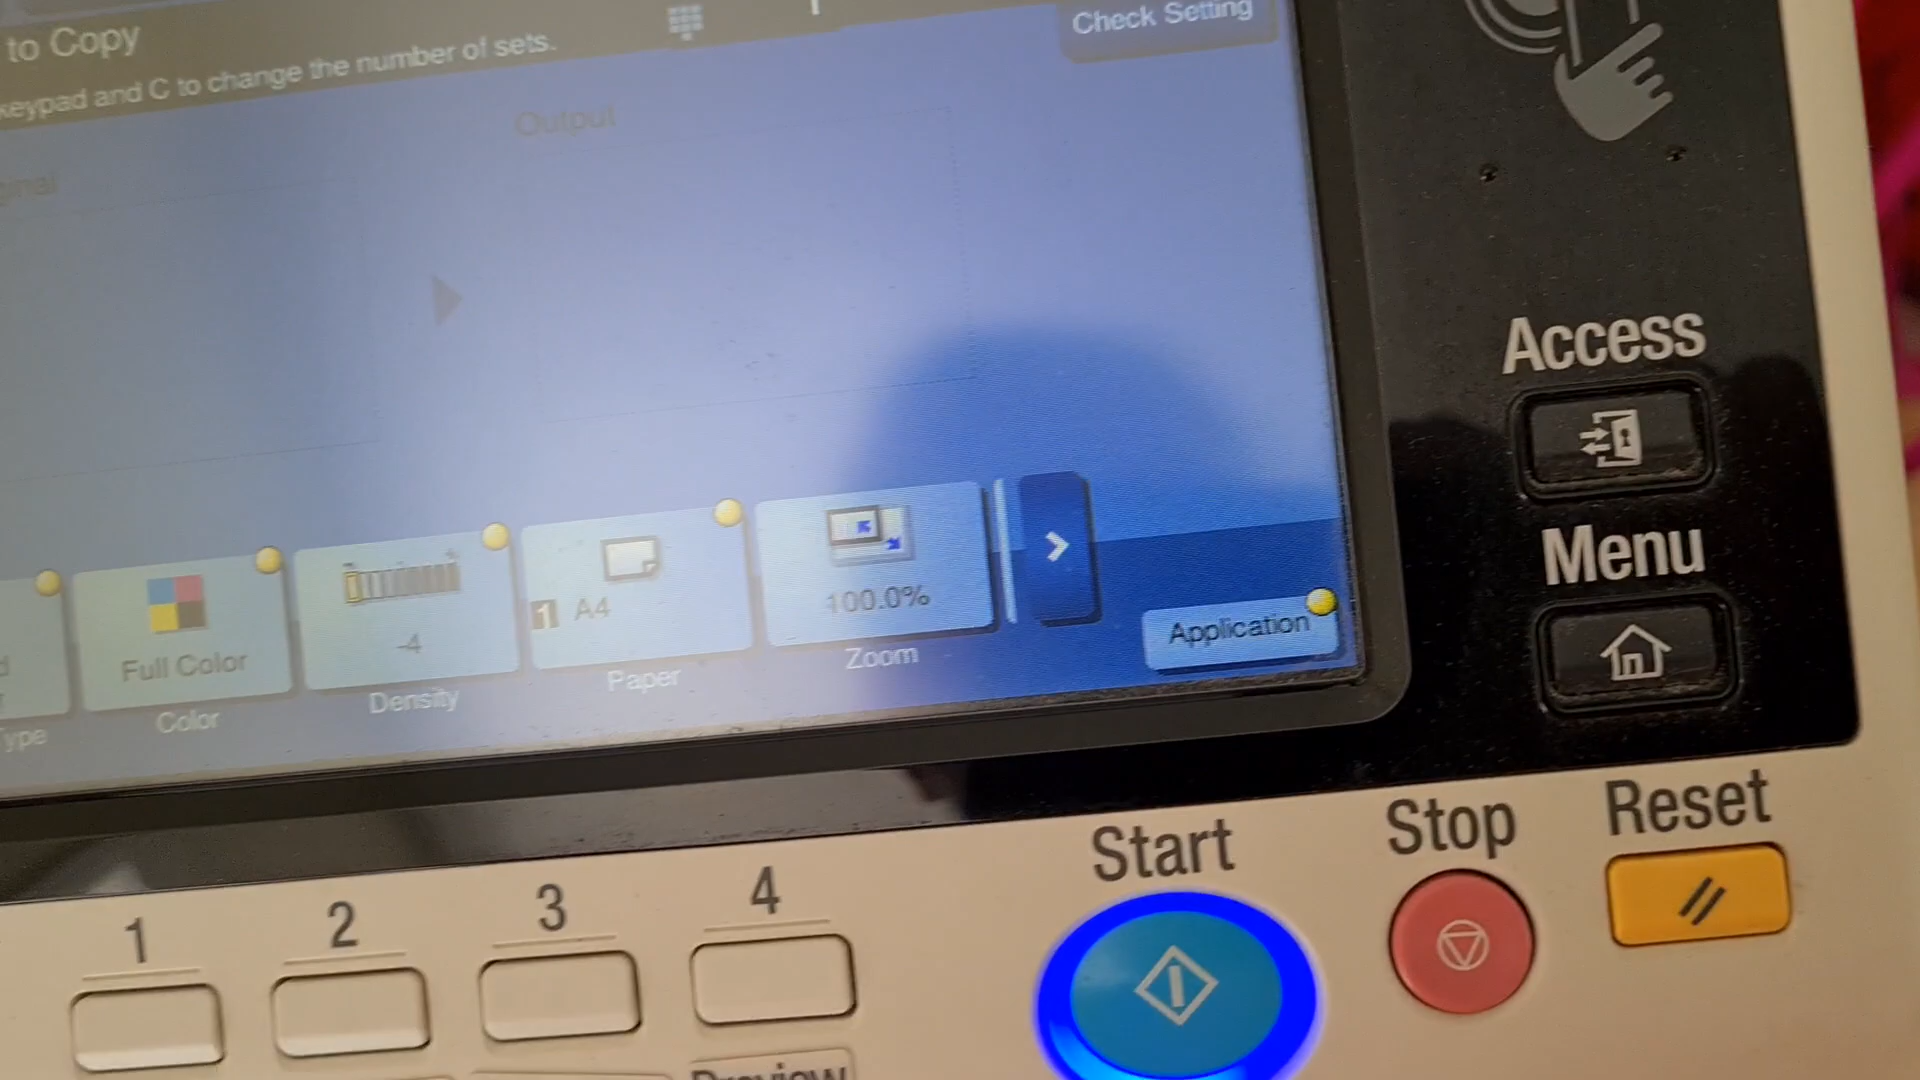 to Copy
keypad and C to change the number of sets.
Check Setting
Output
Full Color
-4
1 A4
100.0%
Application
Color
Density
Paper
Zoom
Access
Menu
Start
Stop
Reset
1
2
3
4